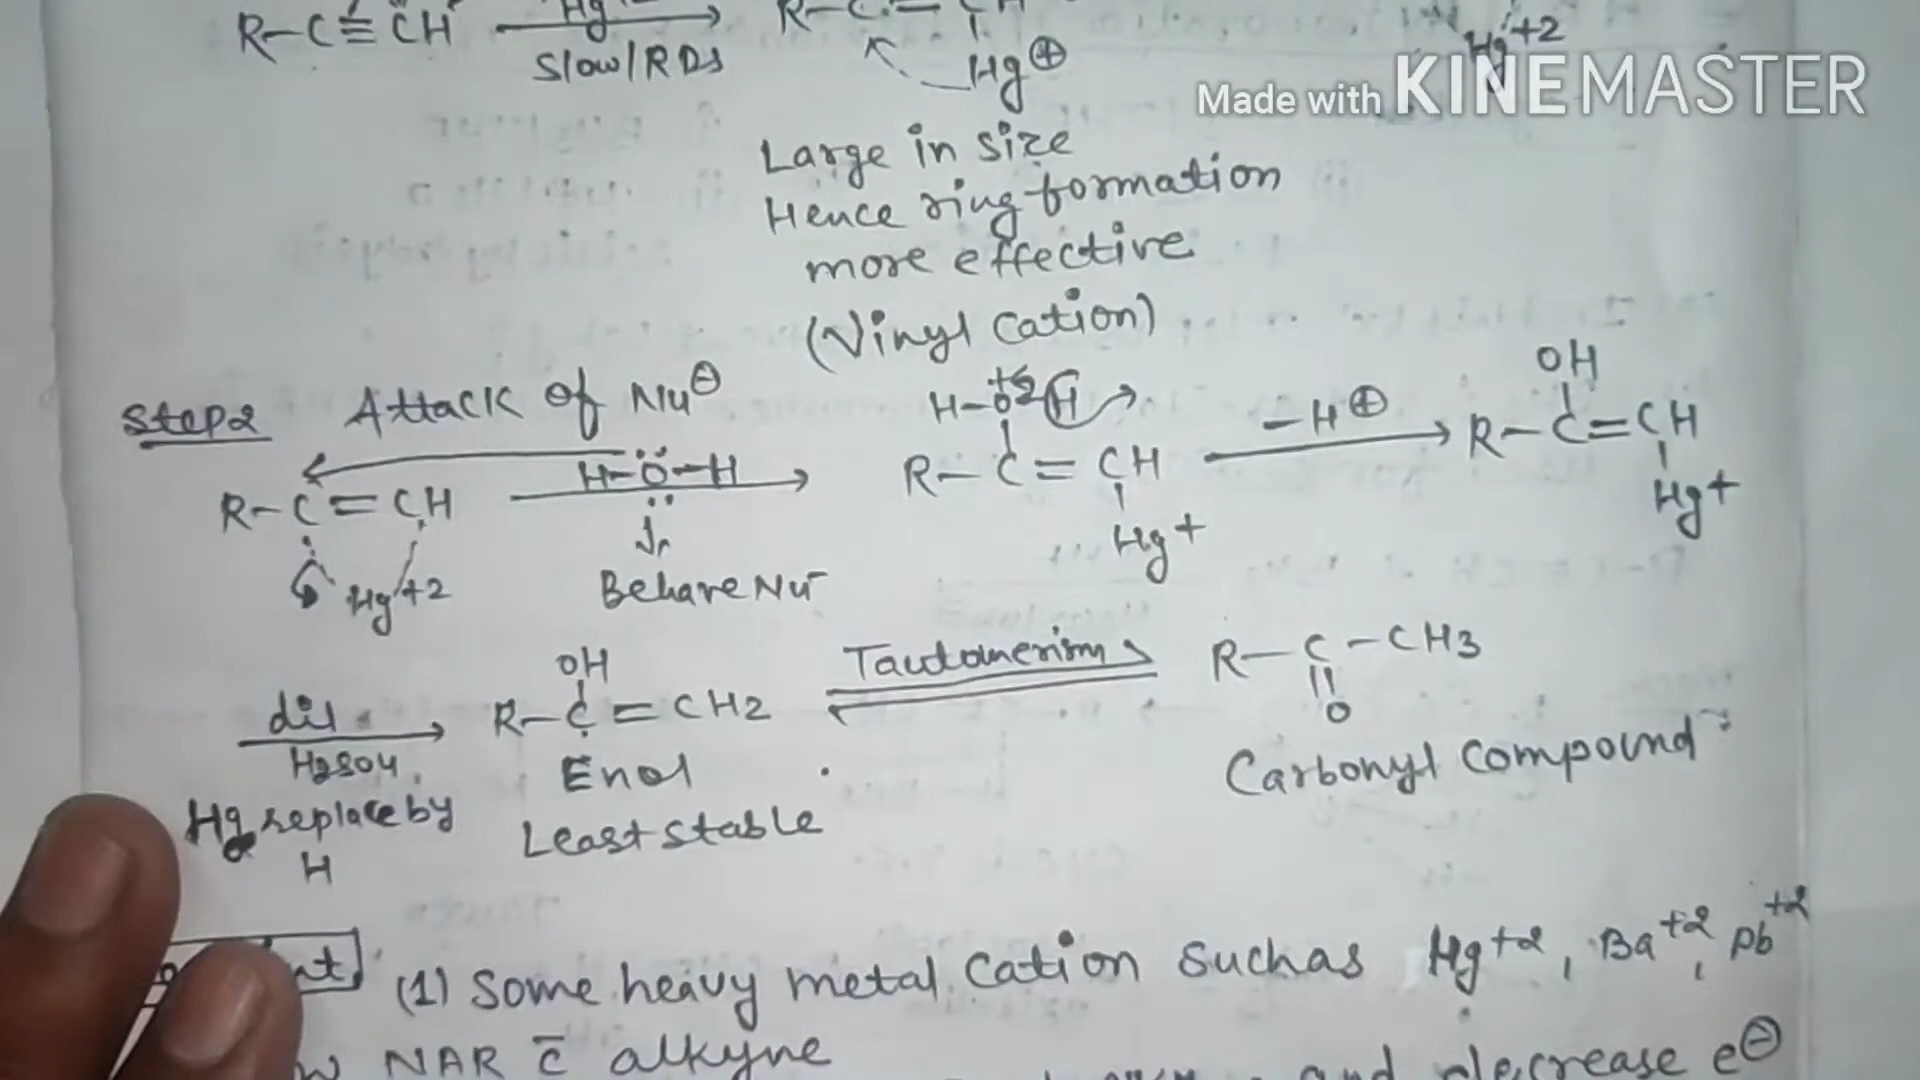 R-C≡CH Hg R-C=CH Hg+2
Slow/RDS Hg⊕
Made with KINEMASTER
Large in size
Hence ring formation
more effective
(Vinyl cation)
Step2 Attack of Nu⊖
H-Ö-H
R-C=CH
Hg+2
Behave Nu-
H-O H
R-C=CH
Hg+
-H⊕
OH
R-C=CH
Hg+
dil.
H2SO4.
Hg replace by
H
OH
R-C=CH2
Enol
Least stable
Tautomerism
R-C-CH3
||
O
Carbonyl compound
(1) Some heavy metal cation such as Hg+2, Ba+2, Pb+2
NAR c̄ alkyne
and decrease e⊖